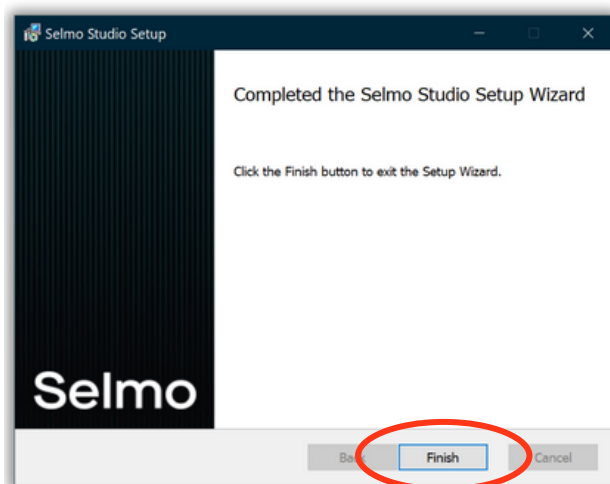 Selmo Studio Setup
Completed the Selmo Studio Setup Wizard
Click the Finish button to exit the Setup Wizard.
Selmo
Back Finish Cancel